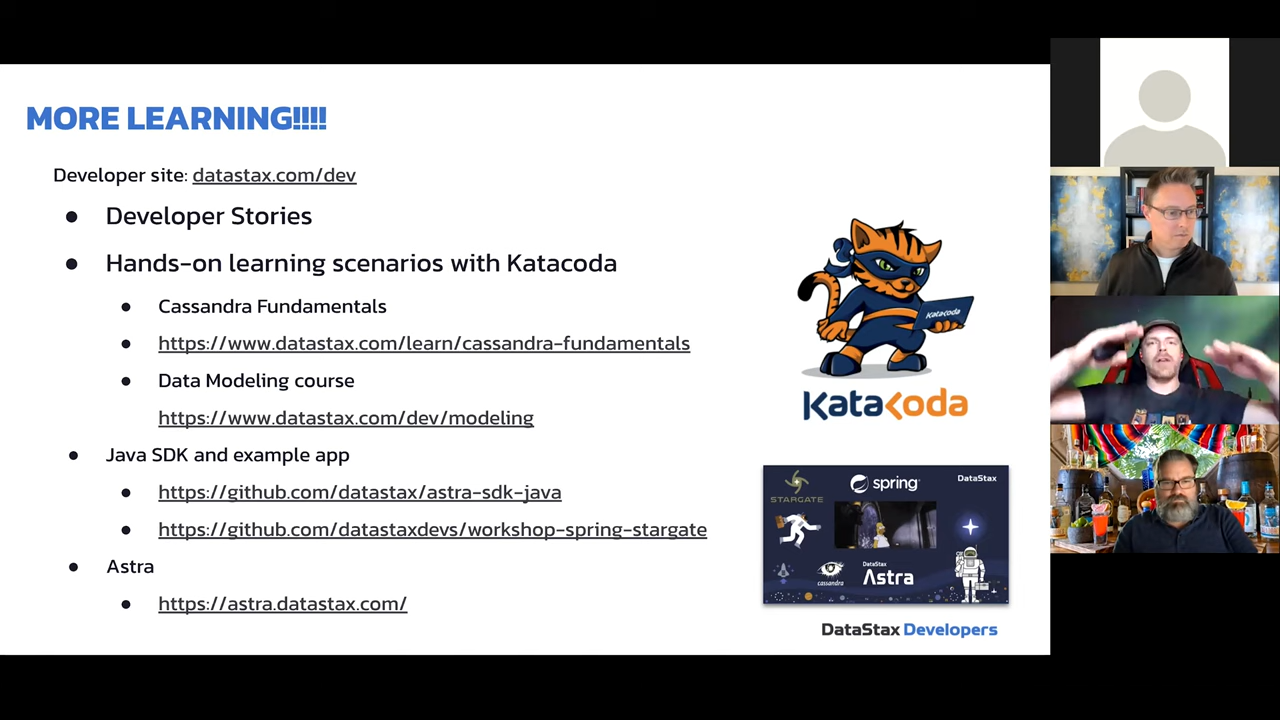 MORE LEARNING!!!!
Developer site: datastax.com/dev
● Developer Stories
● Hands-on learning scenarios with Katacoda
● Cassandra Fundamentals
● https://www.datastax.com/learn/cassandra-fundamentals
● Data Modeling course
https://www.datastax.com/dev/modeling
● Java SDK and example app
● https://github.com/datastax/astra-sdk-java
● https://github.com/datastaxdevs/workshop-spring-stargate
● Astra
● https://astra.datastax.com/
Katacoda
Katacoda
STARGATE
spring
DataStax
cassandra
DataStax
Astra
DataStax Developers